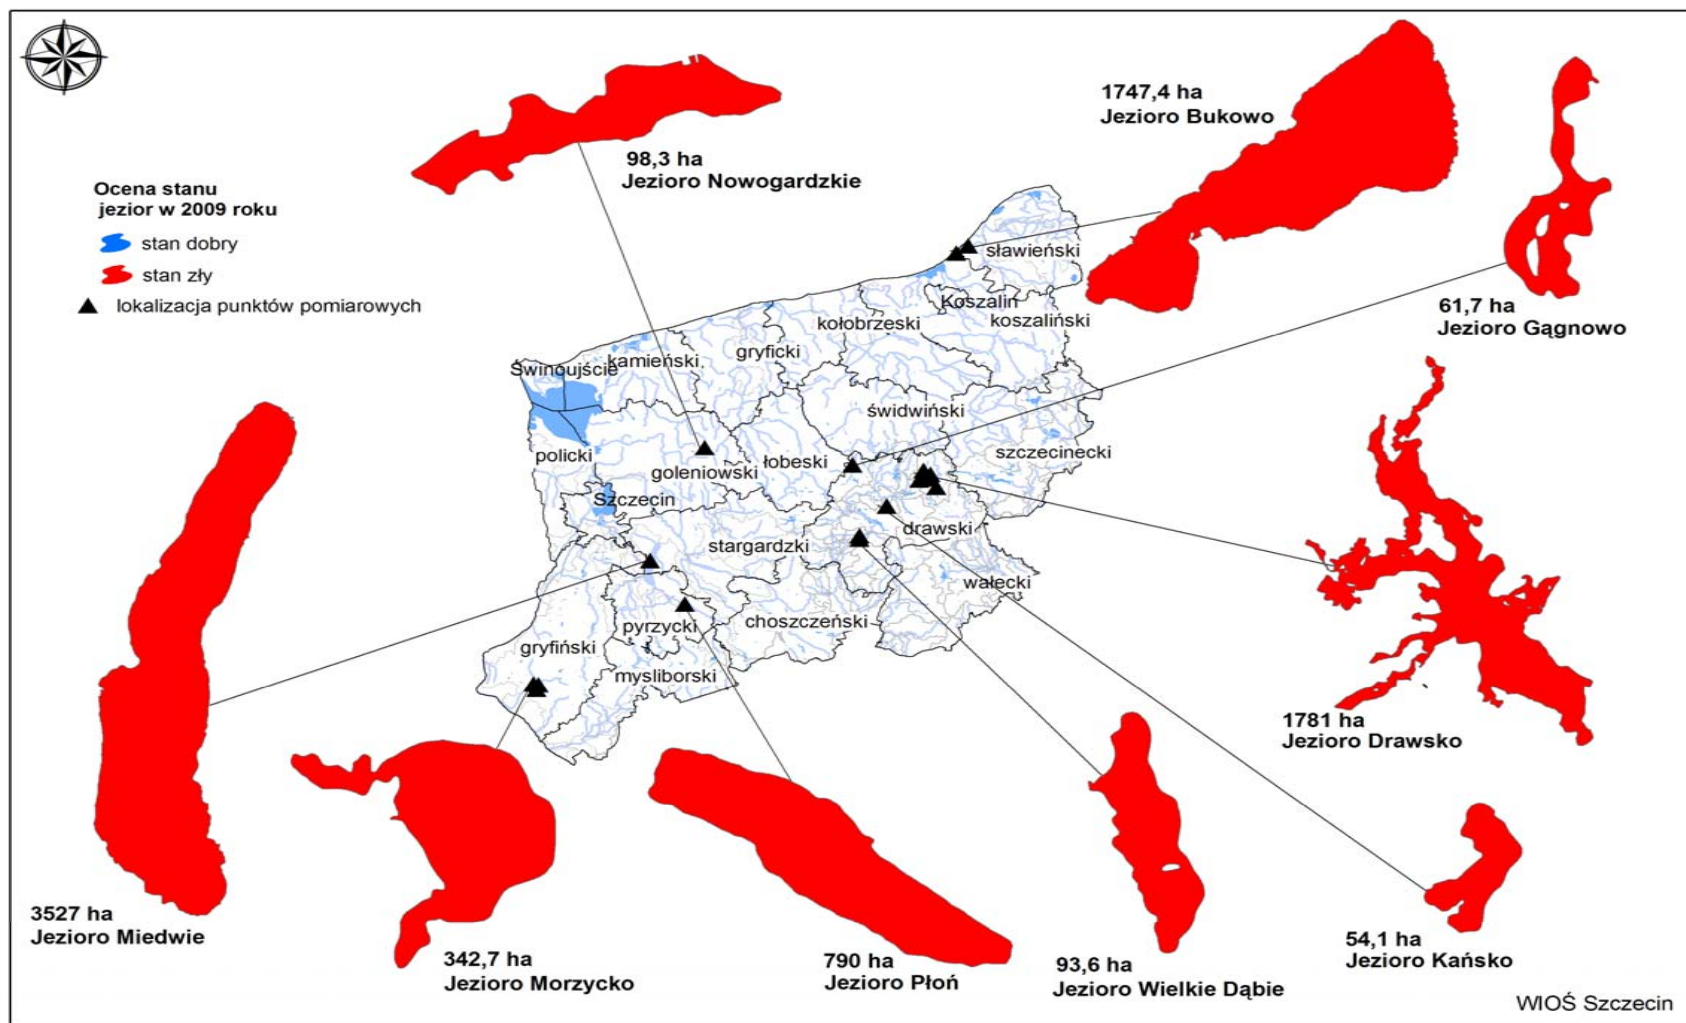 1747,4 ha
Jezioro Bukowo
98,3 ha
Jezioro Nowogardzkie
Ocena stanu
jezior w 2009 roku
stan dobry
stan zły
lokalizacja punktów pomiarowych
61,7 ha
Jezioro Gągnowo
sławieński
Koszalin
koszaliński
kołobrzeski
gryficki
kamieński
Świnoujście
świdwiński
szczecinecki
policki
goleniowski
łobeski
Szczecin
drawski
stargardzki
wałecki
choszczeński
pyrzycki
gryfiński
mysliborski
1781 ha
Jezioro Drawsko
3527 ha
Jezioro Miedwie
342,7 ha
Jezioro Morzycko
790 ha
Jezioro Płoń
93,6 ha
Jezioro Wielkie Dąbie
54,1 ha
Jezioro Kańsko
WIOŚ Szczecin